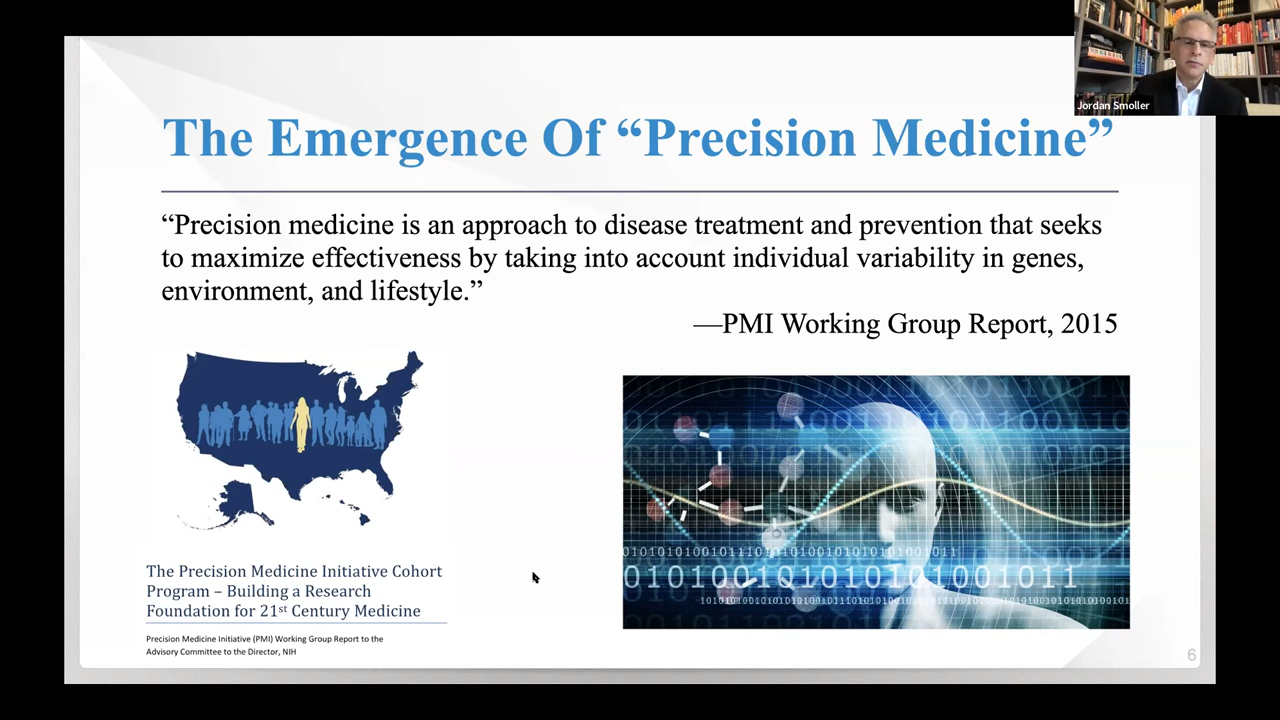 Jordan Smoller
The Emergence Of “Precision Medicine”
“Precision medicine is an approach to disease treatment and prevention that seeks
to maximize effectiveness by taking into account individual variability in genes,
environment, and lifestyle.”
—PMI Working Group Report, 2015
The Precision Medicine Initiative Cohort
Program – Building a Research
Foundation for 21st Century Medicine
Precision Medicine Initiative (PMI) Working Group Report to the
Advisory Committee to the Director, NIH
6